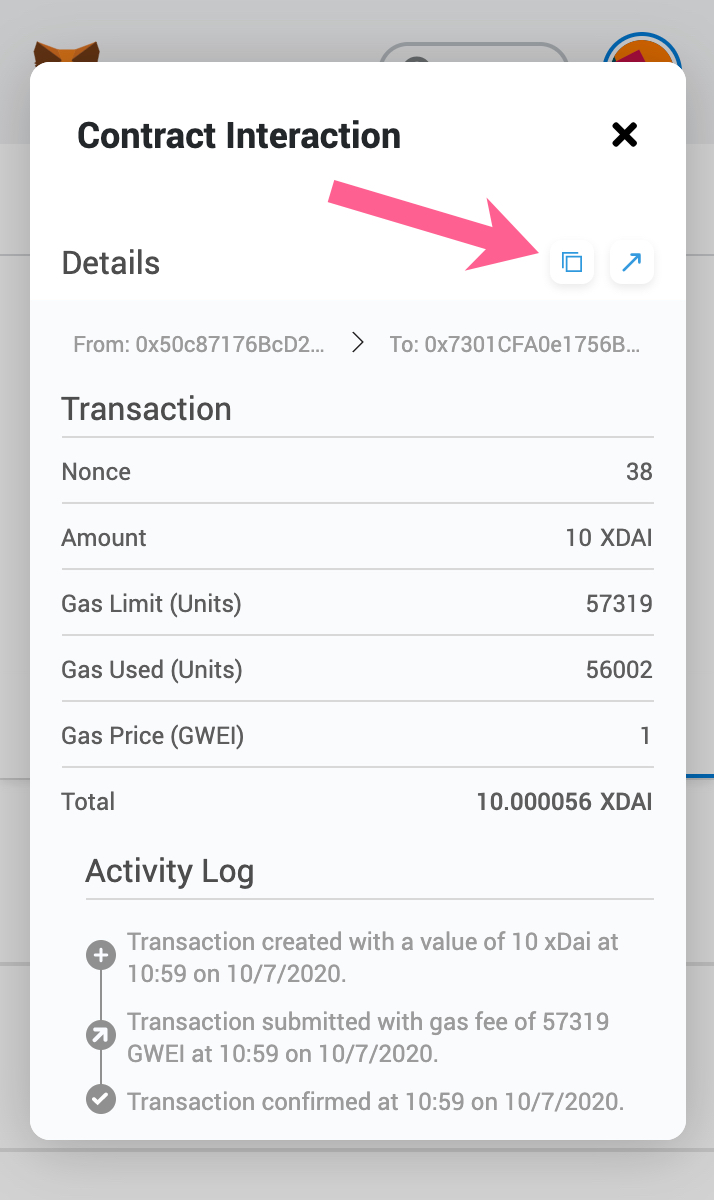 Contract Interaction
Details
From: 0x50c87176BcD2... To: 0x7301CFA0e1756B...
Transaction
Nonce 38
Amount 10 XDAI
Gas Limit (Units) 57319
Gas Used (Units) 56002
Gas Price (GWEI) 1
Total 10.000056 XDAI
Activity Log
Transaction created with a value of 10 xDai at
10:59 on 10/7/2020.
Transaction submitted with gas fee of 57319
GWEI at 10:59 on 10/7/2020.
Transaction confirmed at 10:59 on 10/7/2020.